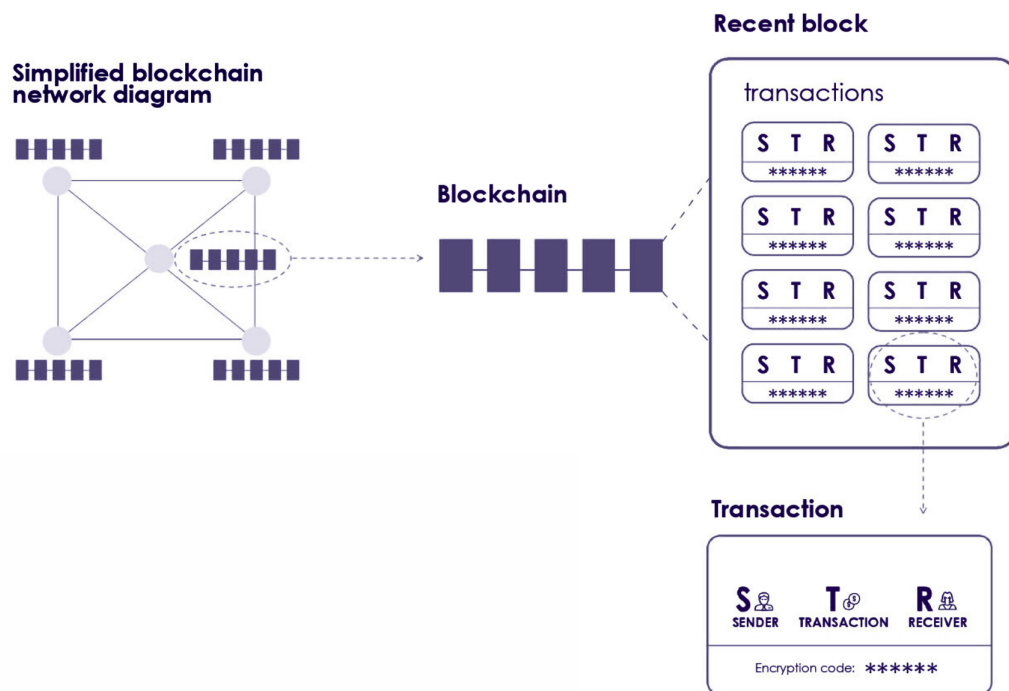 Simplified blockchain
network diagram
Blockchain
Recent block
transactions
S T R
******
S T R
******
S T R
******
S T R
******
S T R
******
S T R
******
S T R
******
S T R
******
Transaction
S T R
SENDER TRANSACTION RECEIVER
Encryption code: ******